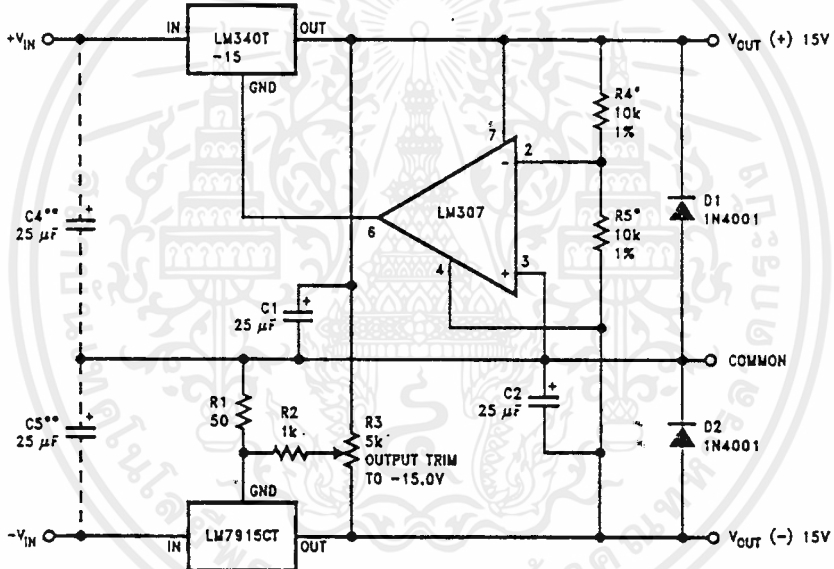 +VIN
IN
LM340T
-15
OUT
GND
VOUT (+) 15V
R4*
10k
1%
7
2
-
LM307
6
4
+
3
R5*
10k
1%
D1
1N4001
C4**
+
25 µF
C1
+
25 µF
COMMON
C5**
+
25 µF
R1
50
R2
1k
R3
5k
OUTPUT TRIM
TO -15.0V
C2
+
25 µF
D2
1N4001
GND
-VIN
IN
LM7915CT
OUT
VOUT (-) 15V